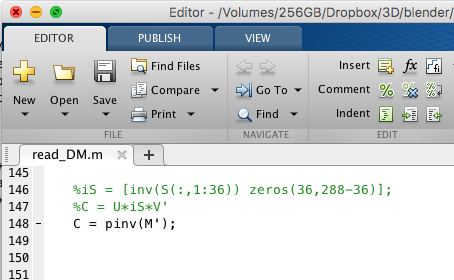 Editor - /Volumes/256GB/Dropbox/3D/blender/
EDITOR PUBLISH VIEW
New Open Save
Find Files
Compare
Print
Go To
Find
Insert fx
Comment % %
Indent
FILE NAVIGATE EDIT
read_DM.m × +
145
146 %iS = [inv(S(:,1:36)) zeros(36,288-36)];
147 %C = U*iS*V'
148 - C = pinv(M');
149
150
151